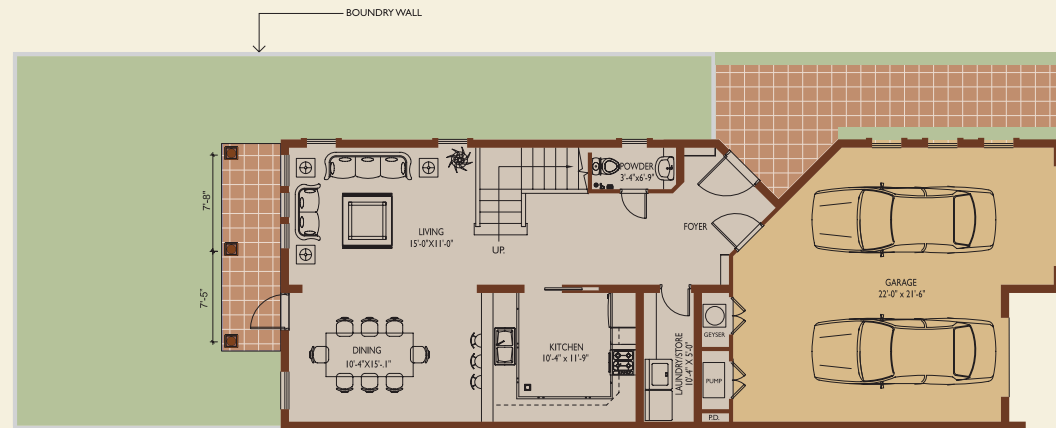 BOUNDRY WALL
POWDER
3'-4"x6'-9"
7'-8"
LIVING
15'-0"X11'-0"
UP.
FOYER
GARAGE
22'-0" x 21'-6"
7'-5"
DINING
10'-4"X15'-.1"
KITCHEN
10'-4" x 11'-9"
LAUNDRY/STORE
10'-4" X 5'-0"
GEYSER
PUMP
P.D.